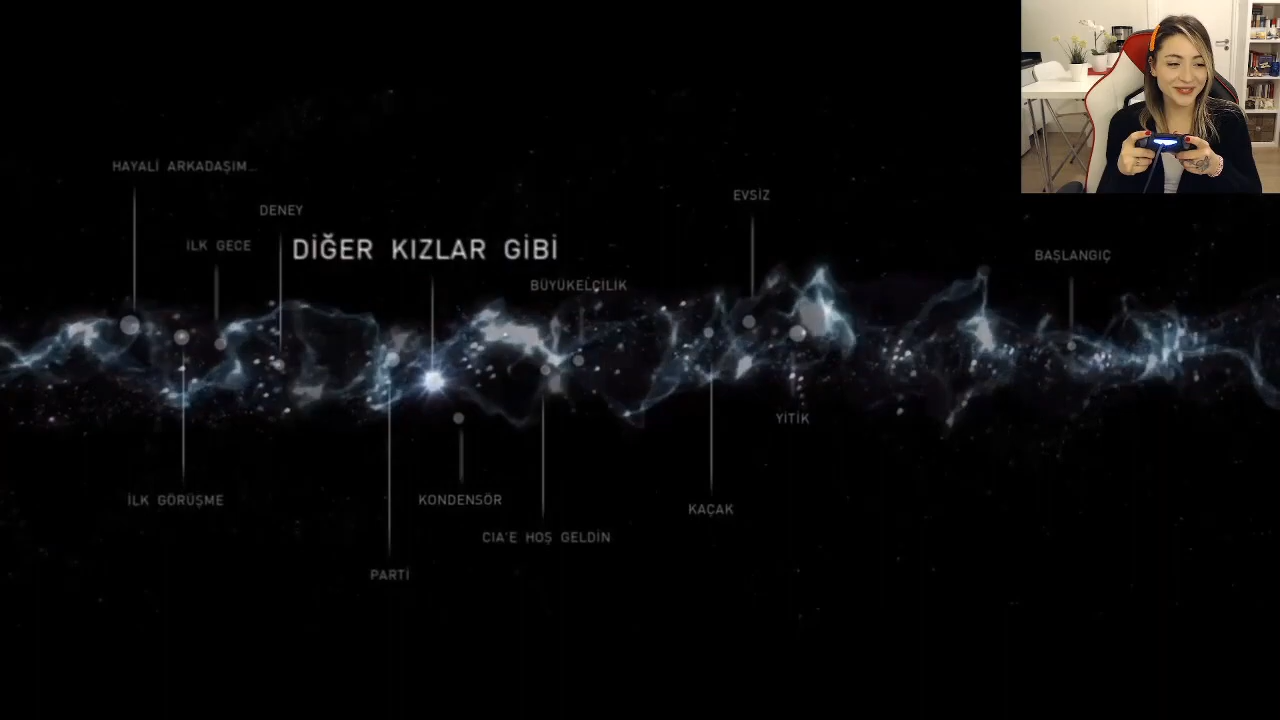 HAYALİ ARKADAŞIM...
EVSİZ
DENEY
İLK GECE
DİĞER KIZLAR GİBİ
BAŞLANGIÇ
BÜYÜKELÇİLİK
YİTİK
İLK GÖRÜŞME
KONDENSÖR
KAÇAK
CIA'E HOŞ GELDİN
PARTİ